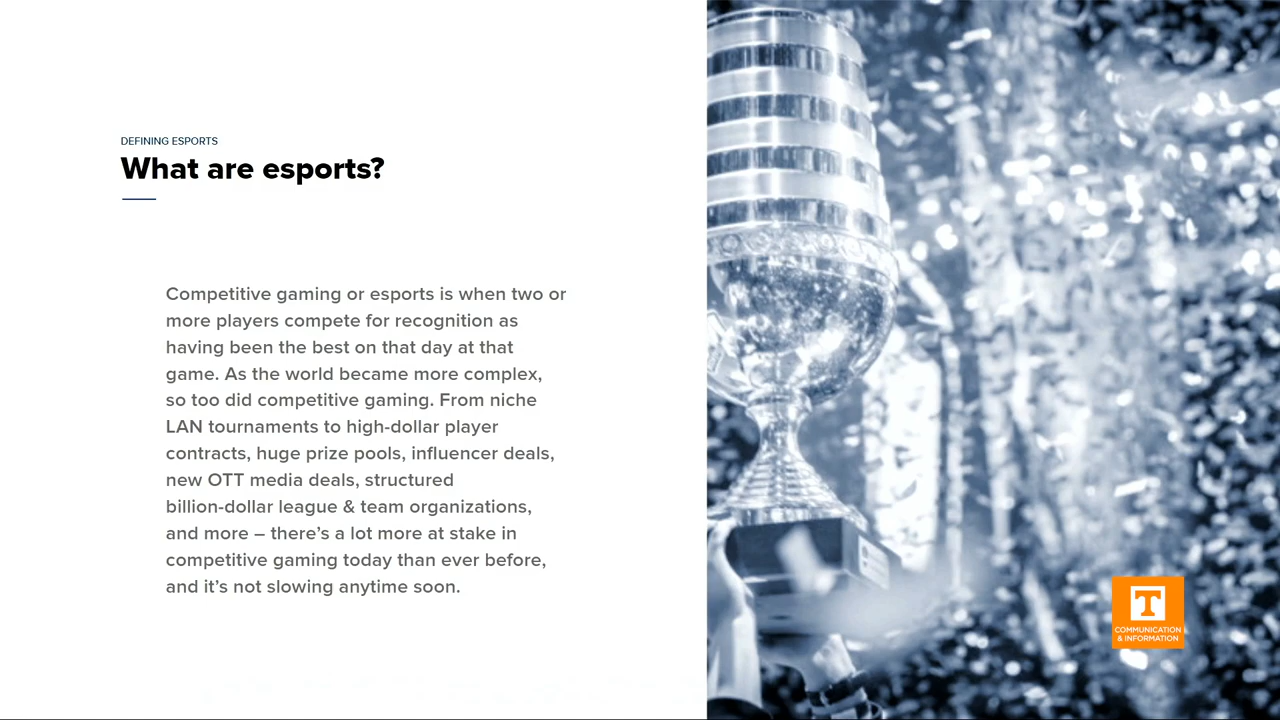 DEFINING ESPORTS
What are esports?
Competitive gaming or esports is when two or
more players compete for recognition as
having been the best on that day at that
game. As the world became more complex,
so too did competitive gaming. From niche
LAN tournaments to high-dollar player
contracts, huge prize pools, influencer deals,
new OTT media deals, structured
billion-dollar league & team organizations,
and more – there’s a lot more at stake in
competitive gaming today than ever before,
and it’s not slowing anytime soon.
T
COMMUNICATION
& INFORMATION